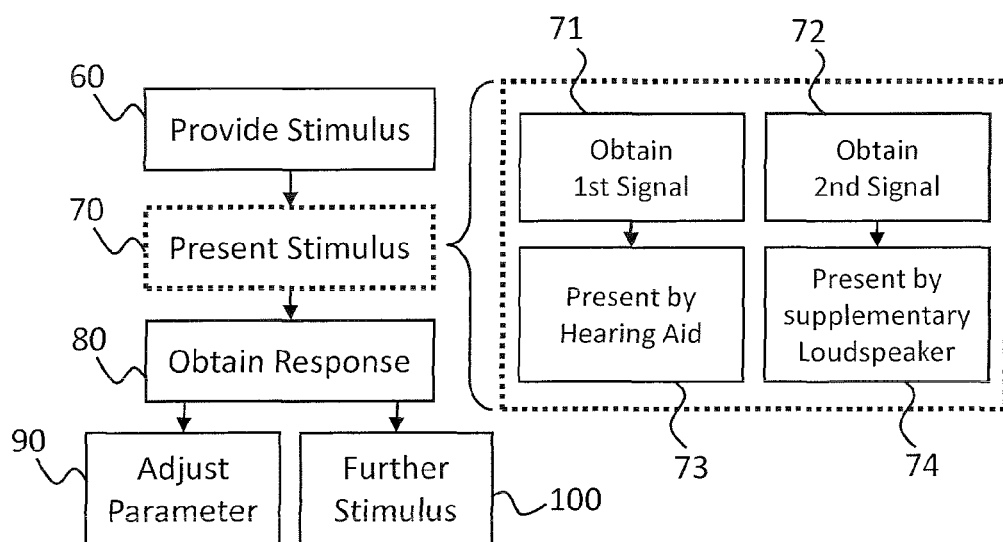 60
Provide Stimulus
70
Present Stimulus
80
Obtain Response
90
Adjust
Parameter
Further
Stimulus
100
71
72
Obtain
1st Signal
Obtain
2nd Signal
Present by
Hearing Aid
Present by
supplementary
Loudspeaker
73
74